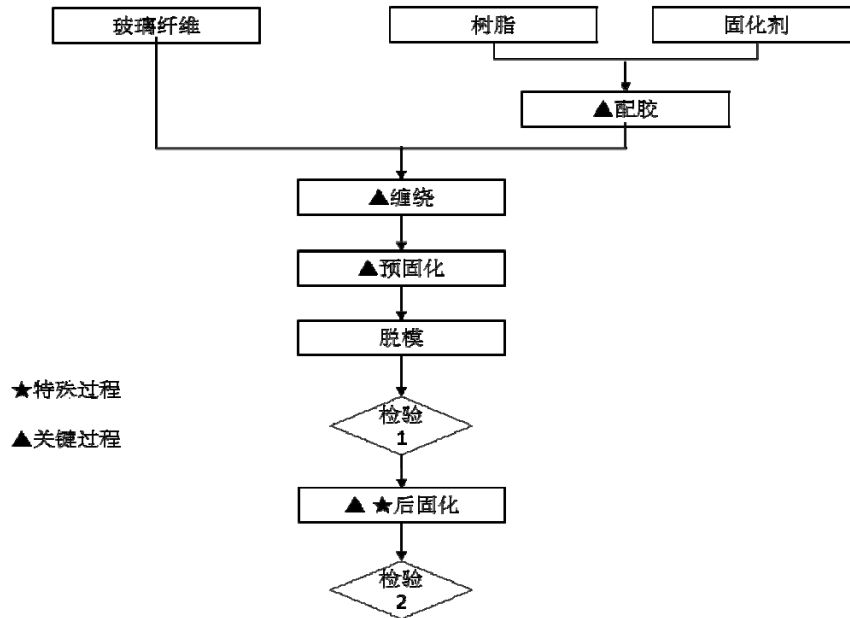 玻璃纤维
树脂
固化剂
▲配胶
▲缠绕
▲预固化
脱模
★特殊过程
检验
1
▲关键过程
▲★后固化
检验
2